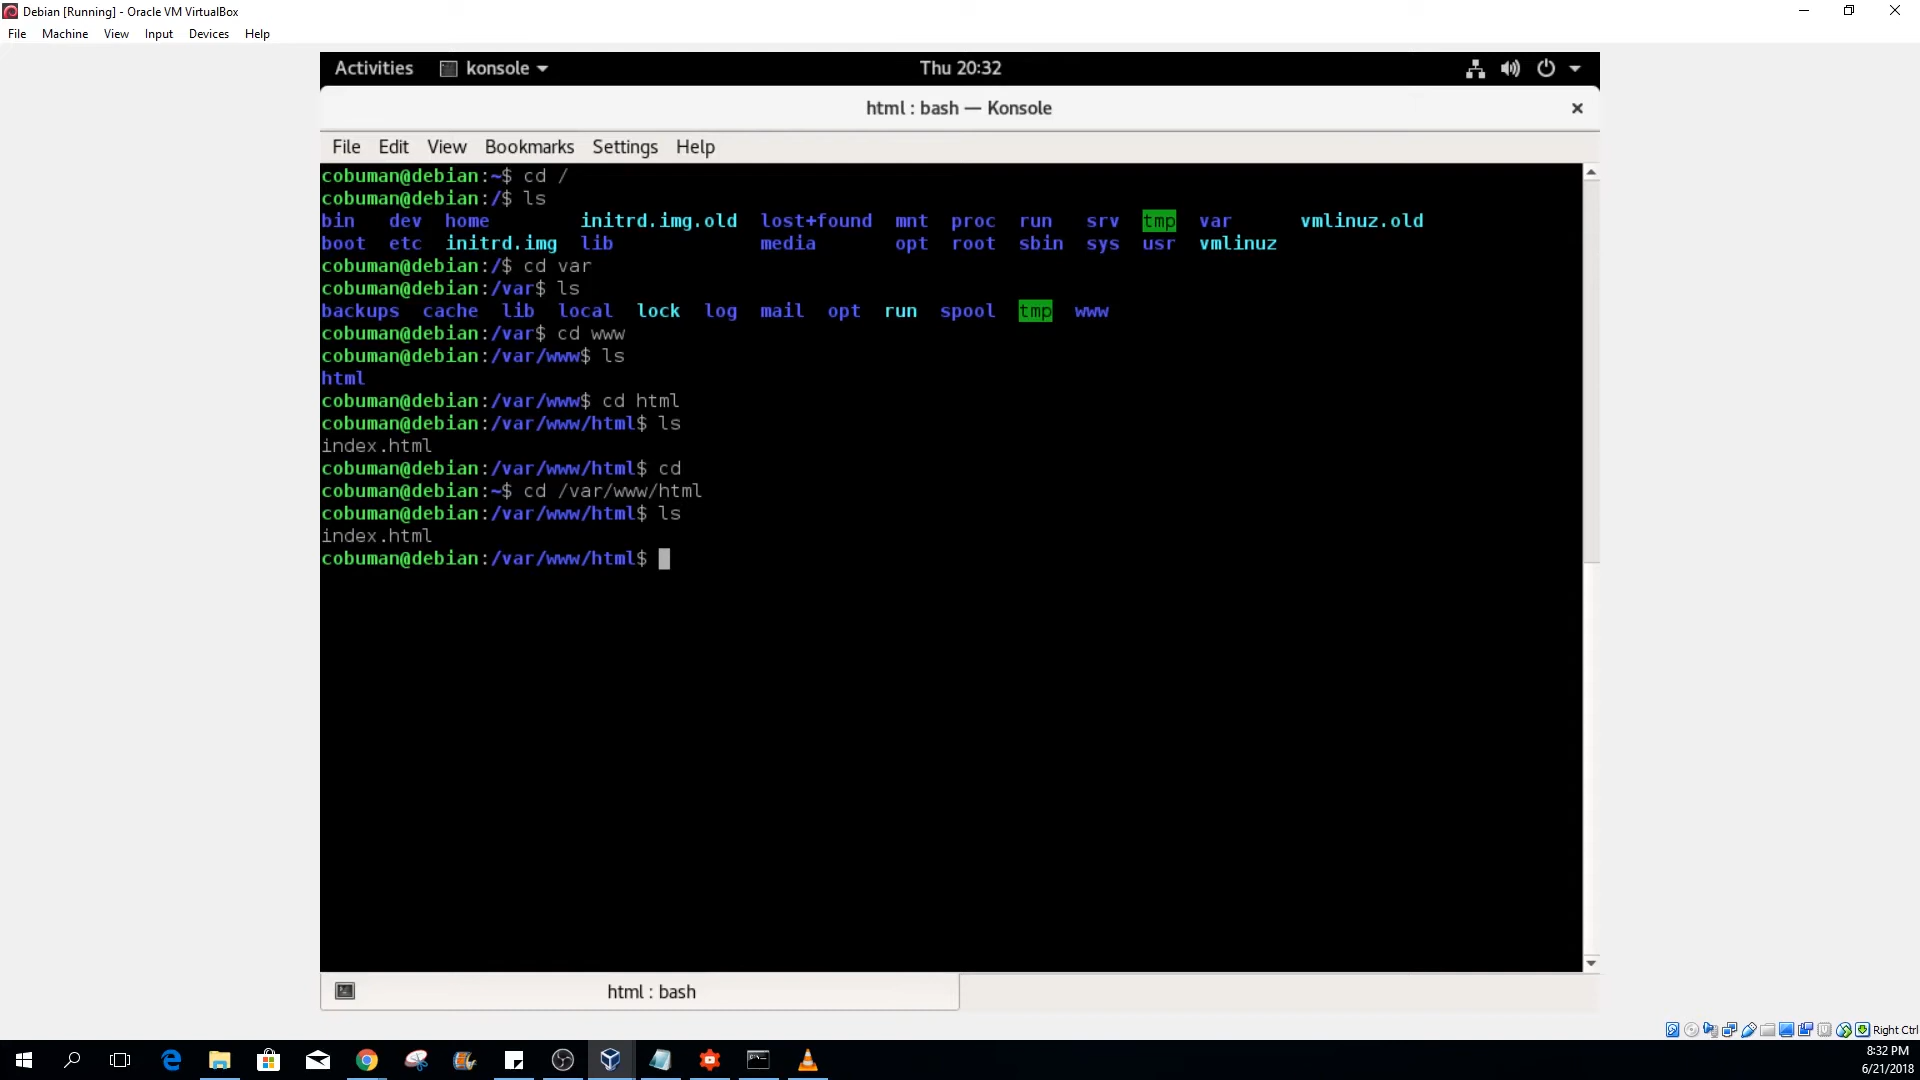 Debian [Running] - Oracle VM VirtualBox
File Machine View Input Devices Help
Activities konsole Thu 20:32
html : bash — Konsole
File Edit View Bookmarks Settings Help
cobuman@debian:~$ cd /
cobuman@debian:/$ ls
bin dev home initrd.img.old lost+found mnt proc run srv tmp var vmlinuz.old
boot etc initrd.img lib media opt root sbin sys usr vmlinuz
cobuman@debian:/$ cd var
cobuman@debian:/var$ ls
backups cache lib local lock log mail opt run spool tmp www
cobuman@debian:/var$ cd www
cobuman@debian:/var/www$ ls
html
cobuman@debian:/var/www$ cd html
cobuman@debian:/var/www/html$ ls
index.html
cobuman@debian:/var/www/html$ cd
cobuman@debian:~$ cd /var/www/html
cobuman@debian:/var/www/html$ ls
index.html
cobuman@debian:/var/www/html$
html : bash
Right Ctrl
8:32 PM
6/21/2018